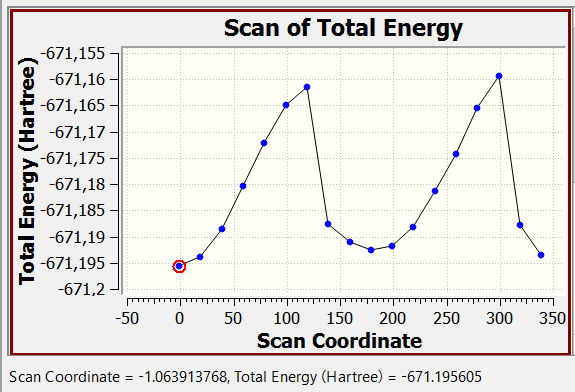 Scan of Total Energy
Total Energy (Hartree)
-671,155
-671,16
-671,165
-671,17
-671,175
-671,18
-671,185
-671,19
-671,195
-671,2
-50 0 50 100 150 200 250 300 350
Scan Coordinate
Scan Coordinate = -1.063913768, Total Energy (Hartree) = -671.195605